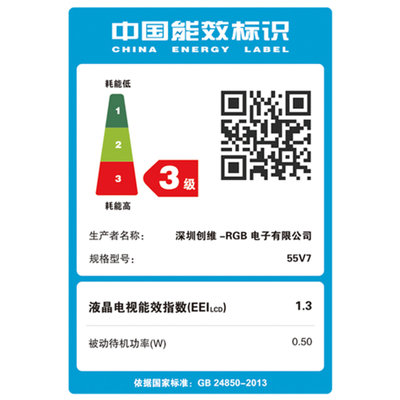 中国能效标识
CHINA ENERGY LABEL
耗能低
1
2
3
3级
耗能高
生产者名称： 深圳创维 -RGB 电子有限公司
规格型号： 55V7
液晶电视能效指数(EEILCD) 1.3
被动待机功率(W) 0.50
依据国家标准：GB 24850-2013